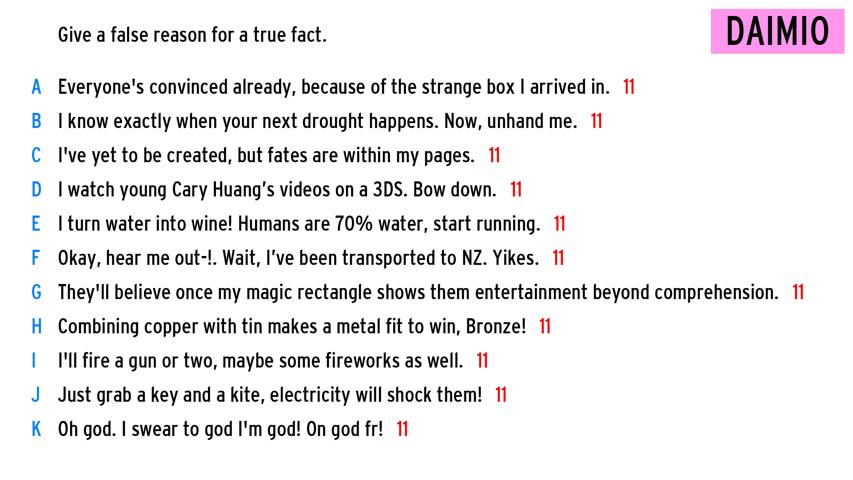 Give a false reason for a true fact.
DAIMIO
A Everyone's convinced already, because of the strange box I arrived in. 11
B I know exactly when your next drought happens. Now, unhand me. 11
C I've yet to be created, but fates are within my pages. 11
D I watch young Cary Huang’s videos on a 3DS. Bow down. 11
E I turn water into wine! Humans are 70% water, start running. 11
F Okay, hear me out-!. Wait, I’ve been transported to NZ. Yikes. 11
G They'll believe once my magic rectangle shows them entertainment beyond comprehension. 11
H Combining copper with tin makes a metal fit to win, Bronze! 11
I I'll fire a gun or two, maybe some fireworks as well. 11
J Just grab a key and a kite, electricity will shock them! 11
K Oh god. I swear to god I'm god! On god fr! 11